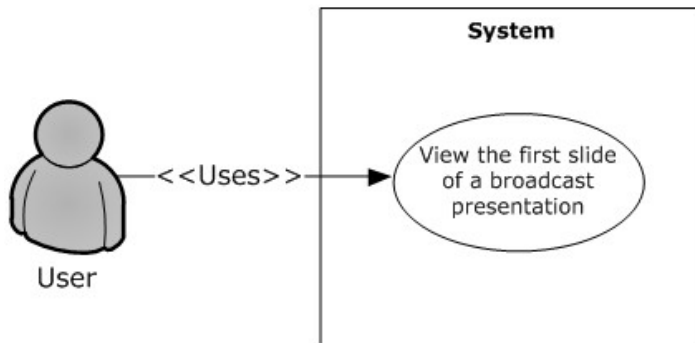 System
View the first slide
of a broadcast
presentation
<<Uses>>
User